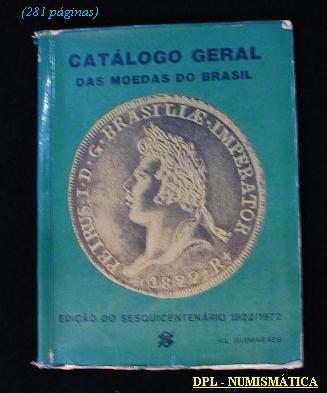 (281 páginas)
CATÁLOGO GERAL
DAS MOEDAS DO BRASIL
PETRUS·I·D·G·BRASILIÆ·IMPERATOR
·1822·R·
EDIÇÃO DO SESQUICENTENÁRIO 1822/1972
H.L. GUIMARÃES
DPL - NUMISMÁTICA